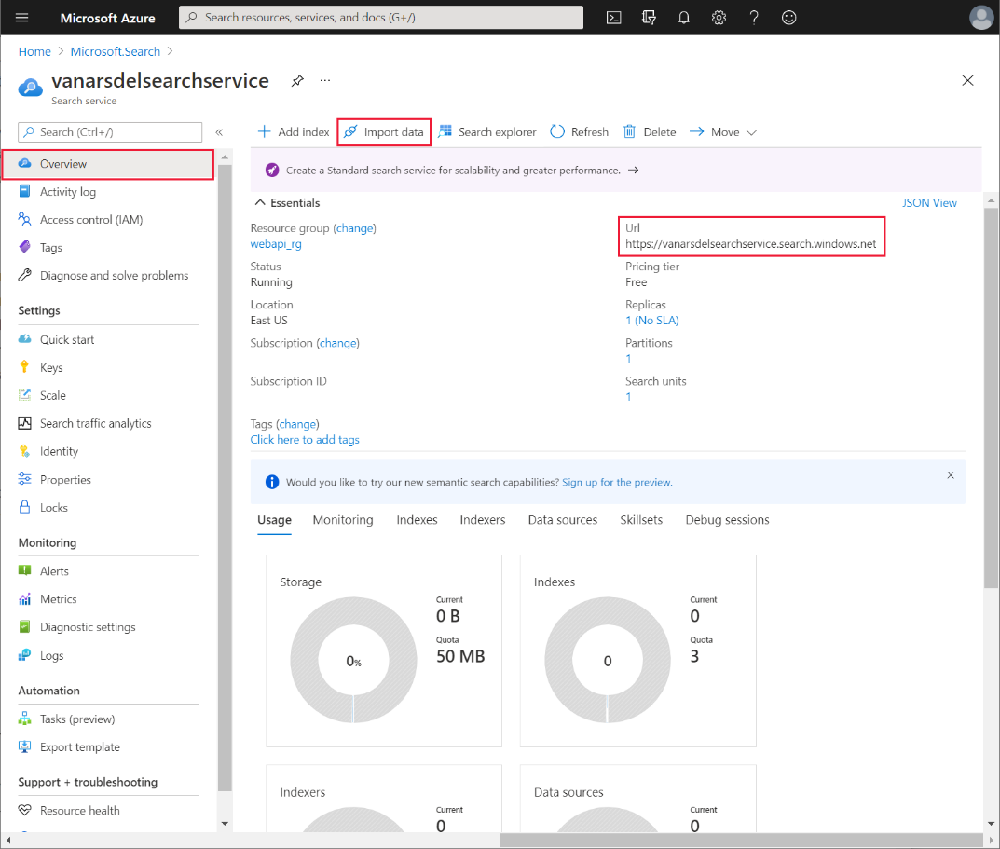 Microsoft Azure
Search resources, services, and docs (G+/)
Home > Microsoft.Search >
vanarsdelsearchservice ...
Search service
Search (Ctrl+/) «
Overview
Activity log
Access control (IAM)
Tags
Diagnose and solve problems
Settings
Quick start
Keys
Scale
Search traffic analytics
Identity
Properties
Locks
Monitoring
Alerts
Metrics
Diagnostic settings
Logs
Automation
Tasks (preview)
Export template
Support + troubleshooting
Resource health
Add index Import data Search explorer Refresh Delete Move
Create a Standard search service for scalability and greater performance. →
Essentials JSON View
Resource group (change)
webapi_rg
Status
Running
Location
East US
Subscription (change)
Subscription ID
Tags (change)
Click here to add tags
Url
https://vanarsdelsearchservice.search.windows.net
Pricing tier
Free
Replicas
1 (No SLA)
Partitions
1
Search units
1
Would you like to try our new semantic search capabilities? Sign up for the preview.
Usage Monitoring Indexes Indexers Data sources Skillsets Debug sessions
Storage
0%
Current
0 B
Quota
50 MB
Indexes
0
Current
0
Quota
3
Indexers
Current
0
Data sources
Current
0